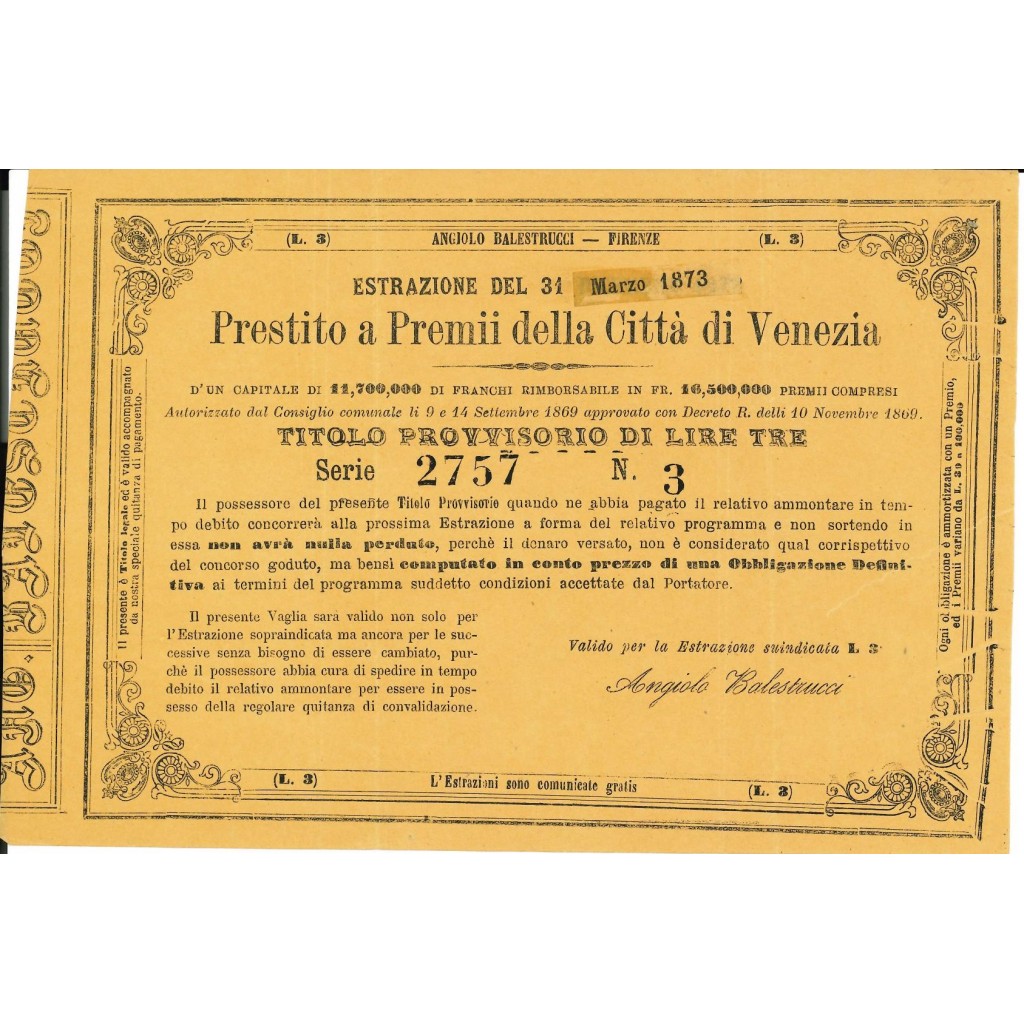 (L. 3) ANGIOLO BALESTRUCCI — FIRENZE (L. 3)
ESTRAZIONE DEL 31 Marzo 1873
Prestito a Premii della Città di Venezia
D'UN CAPITALE DI 11,700,000 DI FRANCHI RIMBORSABILE IN FR. 16,500,000 PREMII COMPRESI
Autorizzato dal Consiglio comunale li 9 e 14 Settembre 1869 approvato con Decreto R. delli 10 Novembre 1869.
TITOLO PROVVISORIO DI LIRE TRE
Serie 2757 N. 3
Il possessore del presente Titolo Provvisorio quando ne abbia pagato il relativo ammontare in tem-
po debito concorrerà alla prossima Estrazione a forma del relativo programma e non sortendo in
essa non avrà nulla perduto, perchè il denaro versato, non è considerato qual corrispettivo
del concorso goduto, ma bensì computato in conto prezzo di una Obbligazione Defini-
tiva ai termini del programma suddetto condizioni accettate dal Portatore.
Il presente Vaglia sarà valido non solo per
l'Estrazione sopraindicata ma ancora per le suc-
cessive senza bisogno di essere cambiato, pur-
chè il possessore abbia cura di spedire in tempo
debito il relativo ammontare per essere in pos-
sesso della regolare quitanza di convalidazione.
Valido per la Estrazione suindicata L 3
Angiolo Balestrucci
(L. 3) L'Estrazioni sono comunicate gratis (L. 3)
Il presente è Titolo legale ed è valido accompagnato
da nostra speciale quitanza di pagamento.
Ogni obbligazione è ammortizzata con un Premio,
ed i Premii variano da L. 30 a 100,000